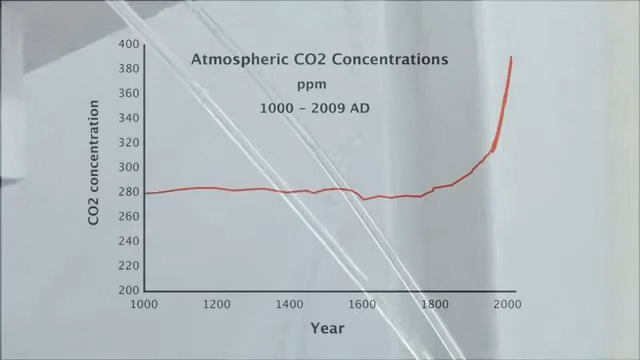 Atmospheric CO2 Concentrations
ppm
1000 – 2009 AD
CO2 concentration
400
380
360
340
320
300
280
260
240
220
200
1000 1200 1400 1600 1800 2000
Year